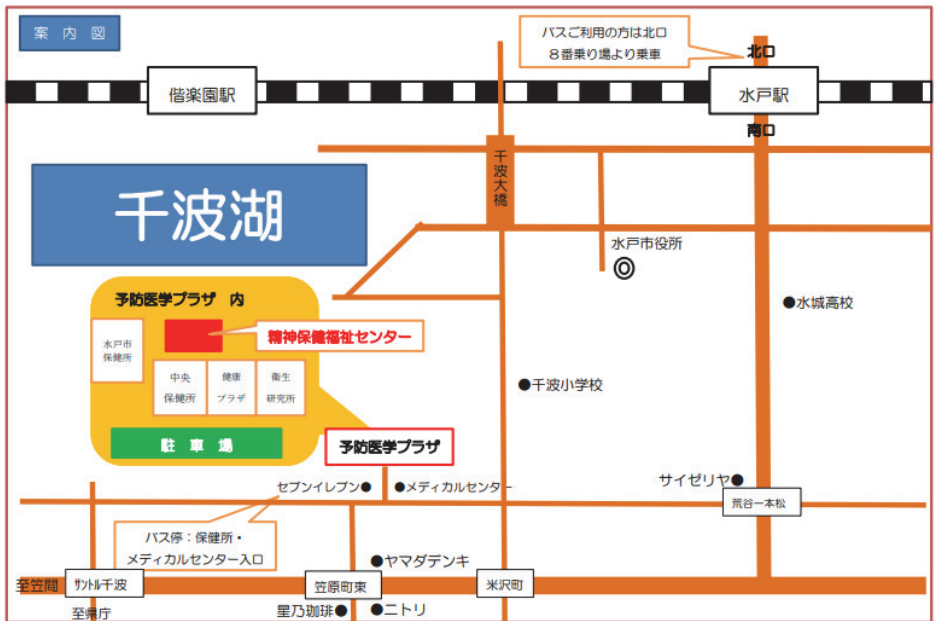 案 内 図
バスご利用の方は北口
８番乗り場より乗車
北口
偕楽園駅
水戸駅
南口
千波大橋
千波湖
水戸市役所
◎
予防医学プラザ 内
●水城高校
精神保健福祉センター
水戸市
保健所
中央
保健所
健康
プラザ
衛生
研究所
●千波小学校
駐 車 場
予防医学プラザ
サイゼリヤ●
セブンイレブン●
●メディカルセンター
荒谷一本松
バス停：保健所・
メディカルセンター入口
●ヤマダデンキ
至笠間
ｻﾝﾄﾙ千波
笠原町東
米沢町
至県庁
星乃珈琲●
●ニトリ